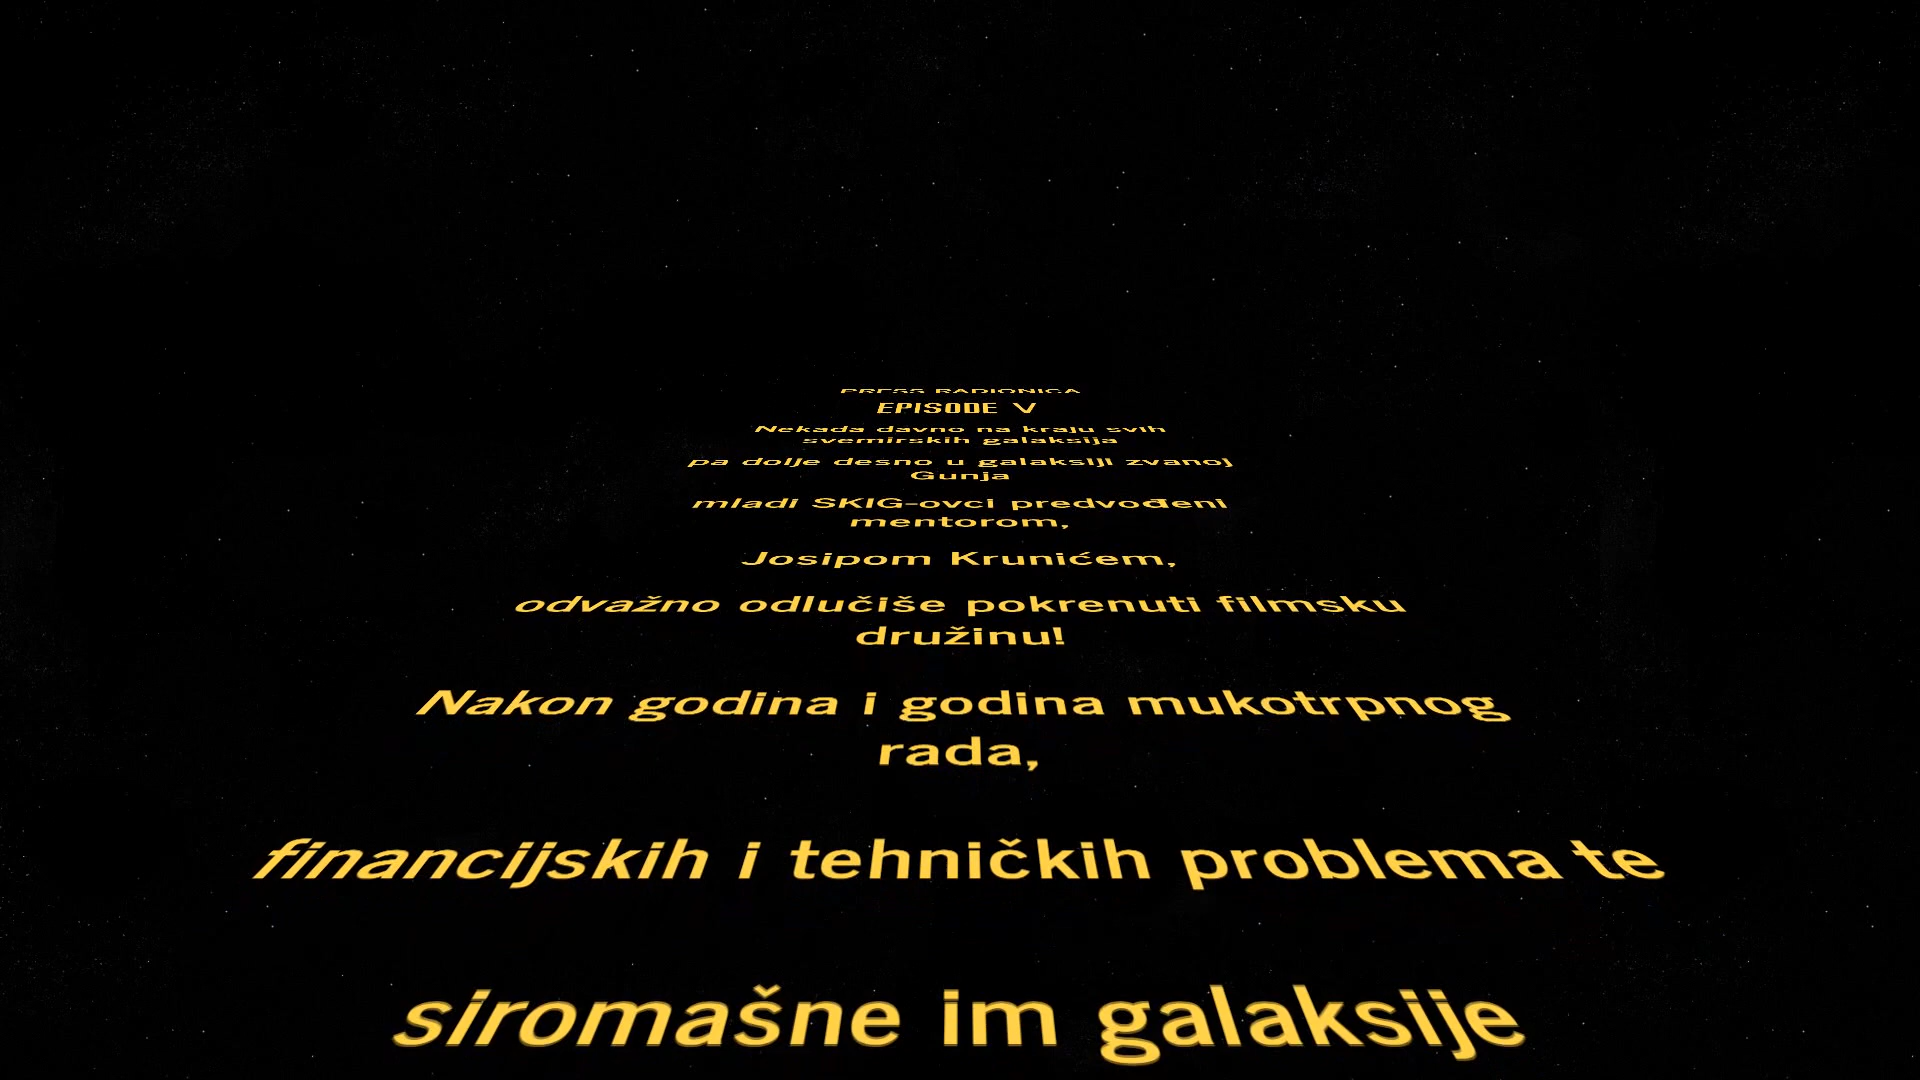 PRESS RADIONICA
EPISODE V
Nekada davno na kraju svih
svemirskih galaksija
pa dolje desno u galaksiji zvanoj
Gunja
mladi SKIG-ovci predvođeni
mentorom,
Josipom Krunićem,
odvažno odlučiše pokrenuti filmsku
družinu!
Nakon godina i godina mukotrpnog
rada,
financijskih i tehničkih problema te
siromašne im galaksije